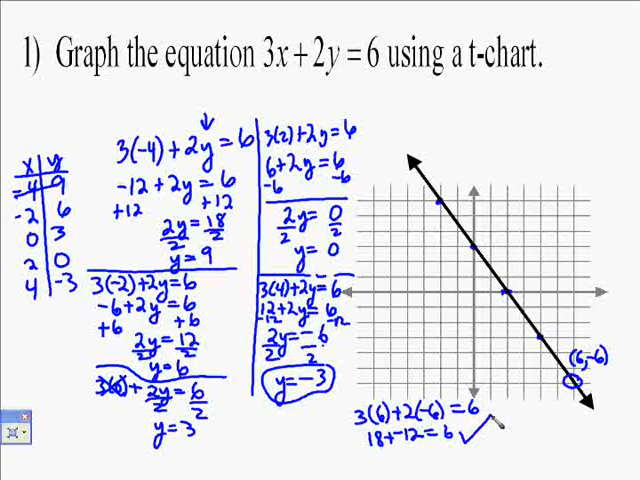 1) Graph the equation 3x + 2y = 6 using a t-chart.
x y
-4 9
-2 6
0 3
2 0
4 -3
3(-4) + 2y = 6
-12 + 2y = 6
+12 +12
2y = 18
2 2
y = 9
3(-2) + 2y = 6
-6 + 2y = 6
+6 +6
2y = 12
2 2
y = 6
3(0) + 2y = 6
2 2
y = 3
3(2) + 2y = 6
6 + 2y = 6
-6 -6
2y = 0
2 2
y = 0
3(4) + 2y = 6
12 + 2y = 6
-12 -12
2y = -6
2 2
y = -3
(6, -6)
3(6) + 2(-6) = 6
18 + -12 = 6 ✓